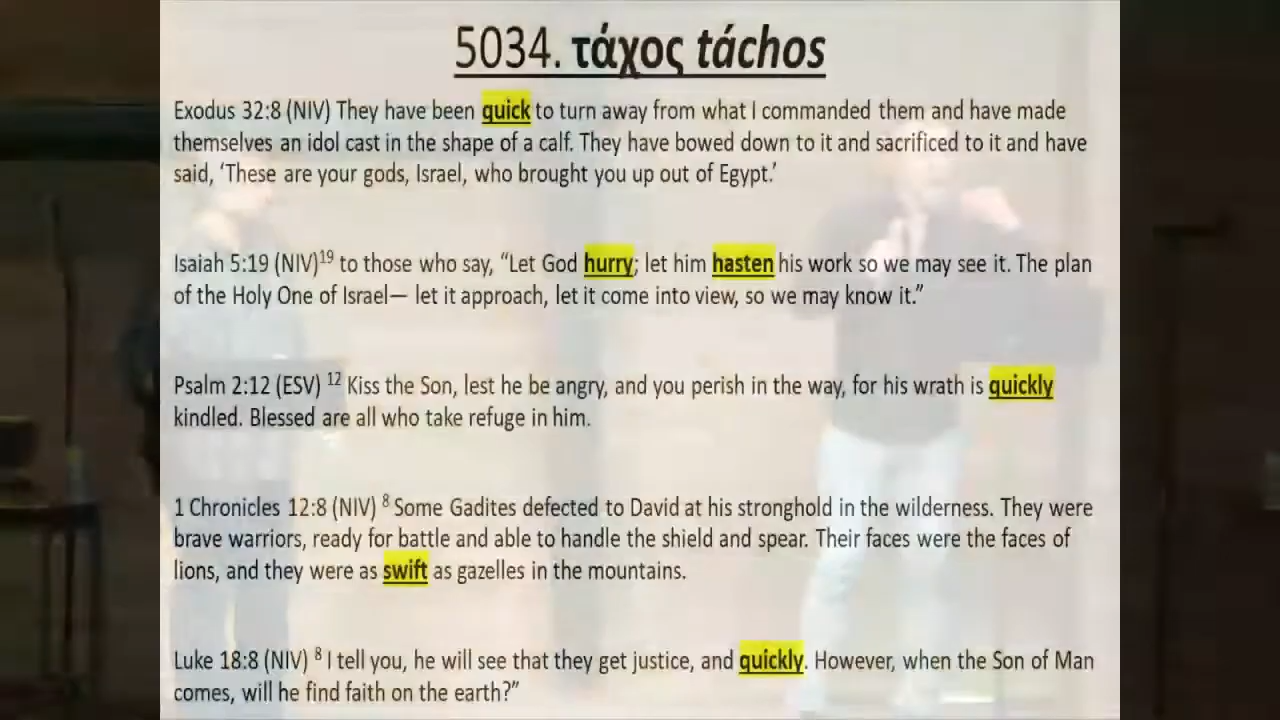 5034. τάχος táchos
Exodus 32:8 (NIV) They have been quick to turn away from what I commanded them and have made
themselves an idol cast in the shape of a calf. They have bowed down to it and sacrificed to it and have
said, ‘These are your gods, Israel, who brought you up out of Egypt.’
Isaiah 5:19 (NIV)19 to those who say, “Let God hurry; let him hasten his work so we may see it. The plan
of the Holy One of Israel— let it approach, let it come into view, so we may know it.”
Psalm 2:12 (ESV) 12 Kiss the Son, lest he be angry, and you perish in the way, for his wrath is quickly
kindled. Blessed are all who take refuge in him.
1 Chronicles 12:8 (NIV) 8 Some Gadites defected to David at his stronghold in the wilderness. They were
brave warriors, ready for battle and able to handle the shield and spear. Their faces were the faces of
lions, and they were as swift as gazelles in the mountains.
Luke 18:8 (NIV) 8 I tell you, he will see that they get justice, and quickly. However, when the Son of Man
comes, will he find faith on the earth?”